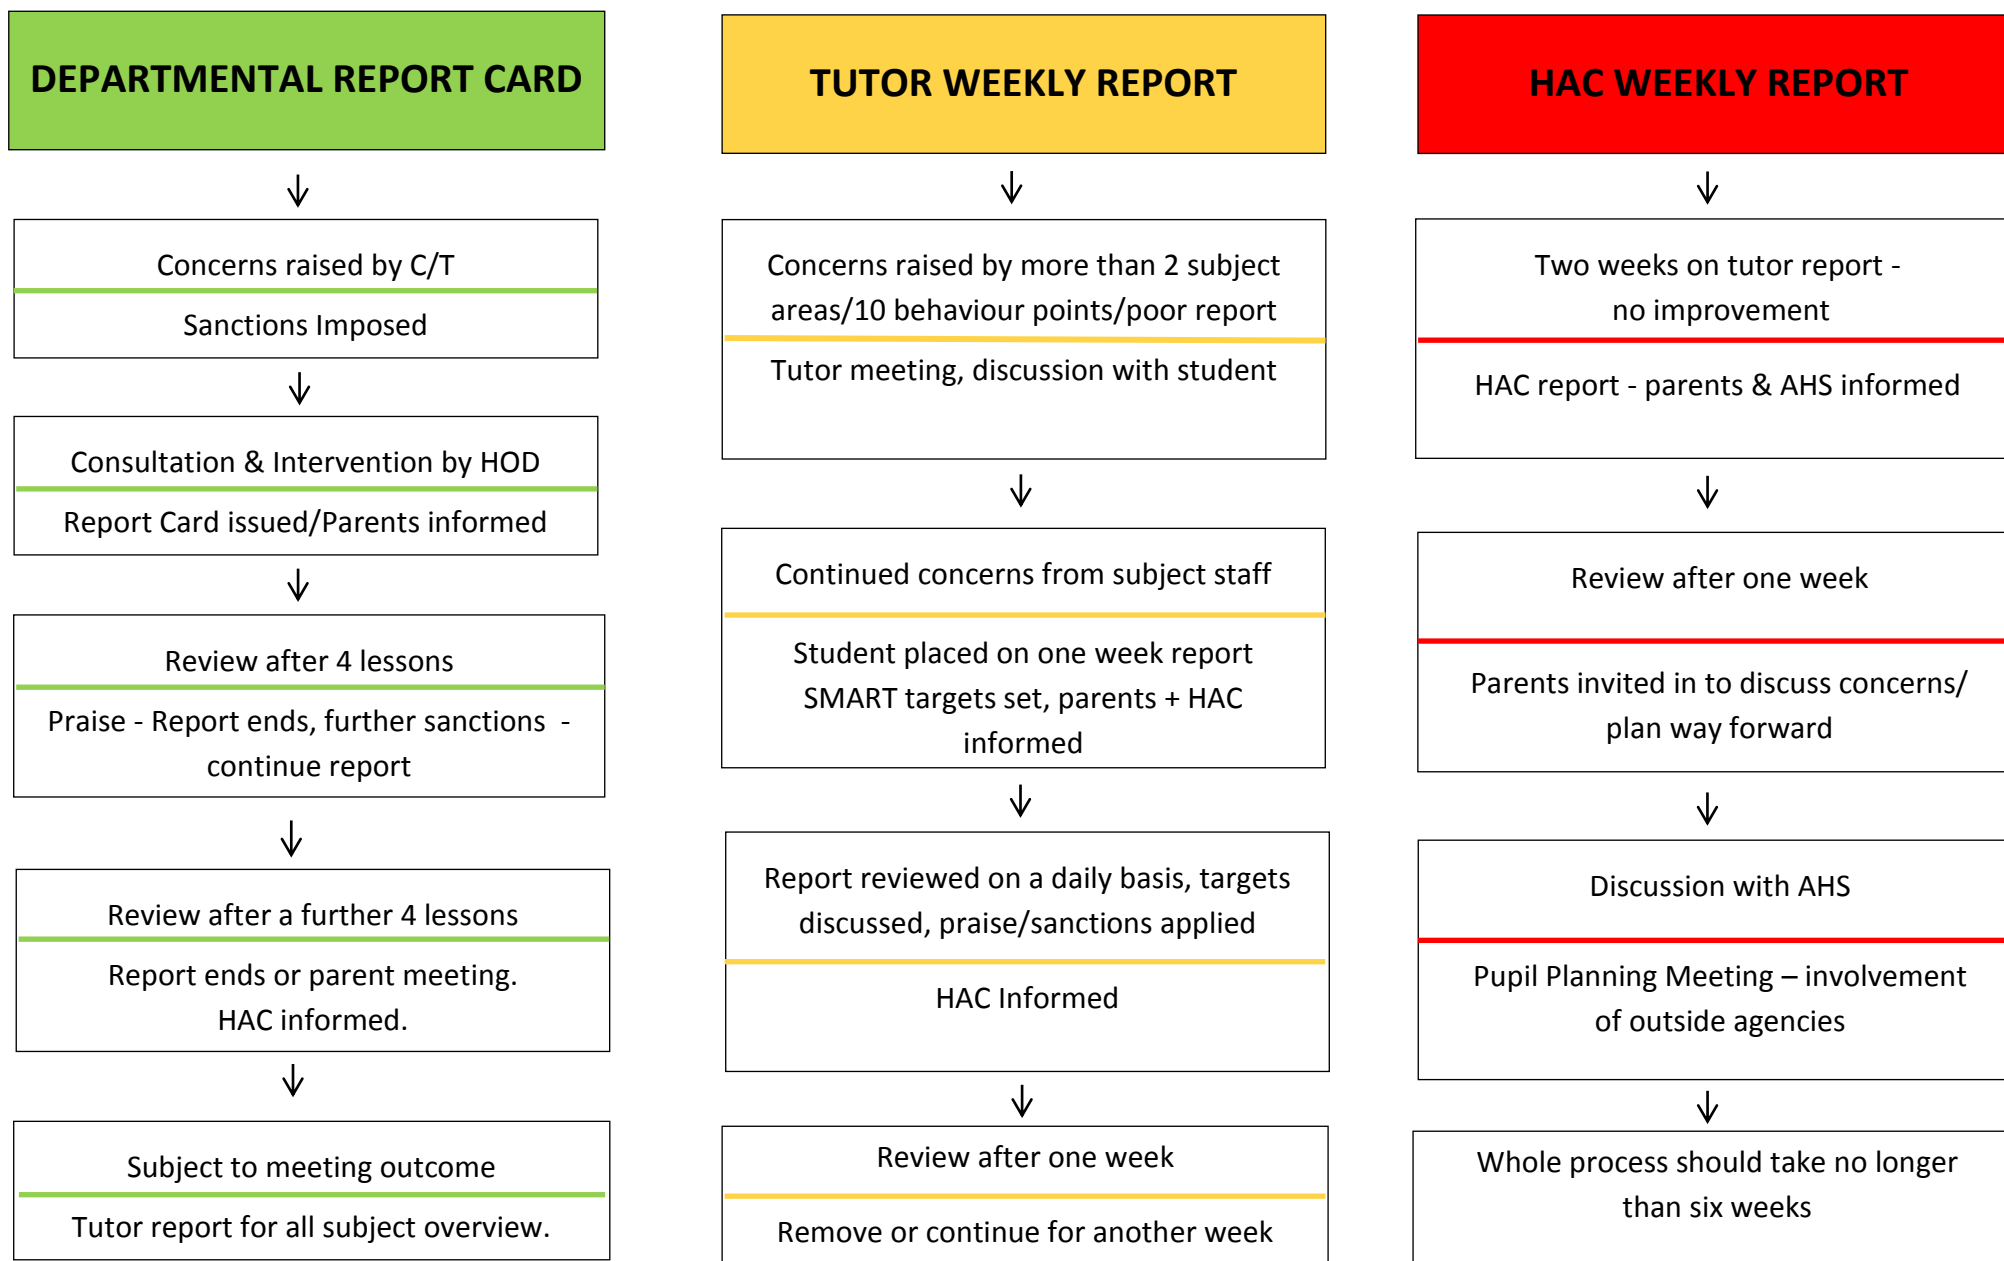 DEPARTMENTAL REPORT CARD
Concerns raised by C/T
Sanctions Imposed
Consultation & Intervention by HOD
Report Card issued/Parents informed
Review after 4 lessons
Praise - Report ends, further sanctions -
continue report
Review after a further 4 lessons
Report ends or parent meeting.
HAC informed.
Subject to meeting outcome
Tutor report for all subject overview.
TUTOR WEEKLY REPORT
Concerns raised by more than 2 subject
areas/10 behaviour points/poor report
Tutor meeting, discussion with student
Continued concerns from subject staff
Student placed on one week report
SMART targets set, parents + HAC
informed
Report reviewed on a daily basis, targets
discussed, praise/sanctions applied
HAC Informed
Review after one week
Remove or continue for another week
HAC WEEKLY REPORT
Two weeks on tutor report -
no improvement
HAC report - parents & AHS informed
Review after one week
Parents invited in to discuss concerns/
plan way forward
Discussion with AHS
Pupil Planning Meeting – involvement
of outside agencies
Whole process should take no longer
than six weeks